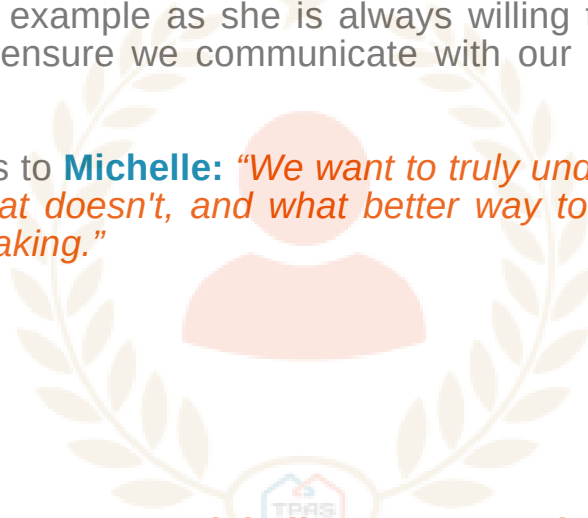 example as she is always willing
ensure we communicate with our
s to Michelle: “We want to truly und
at doesn't, and what better way to
aking.”
TPAS